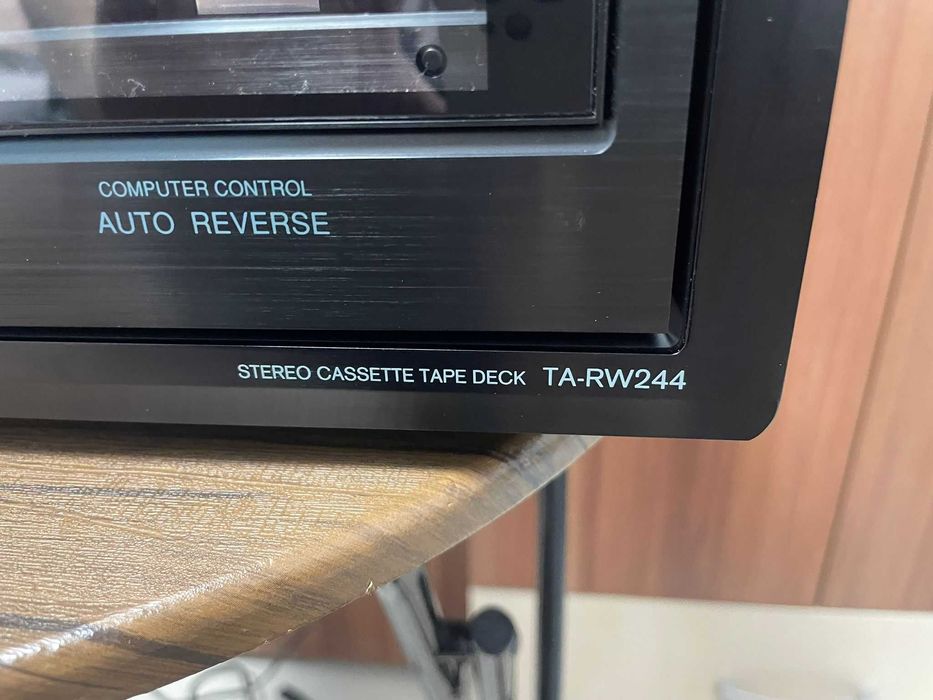 COMPUTER CONTROL
AUTO REVERSE
STEREO CASSETTE TAPE DECK TA-RW244